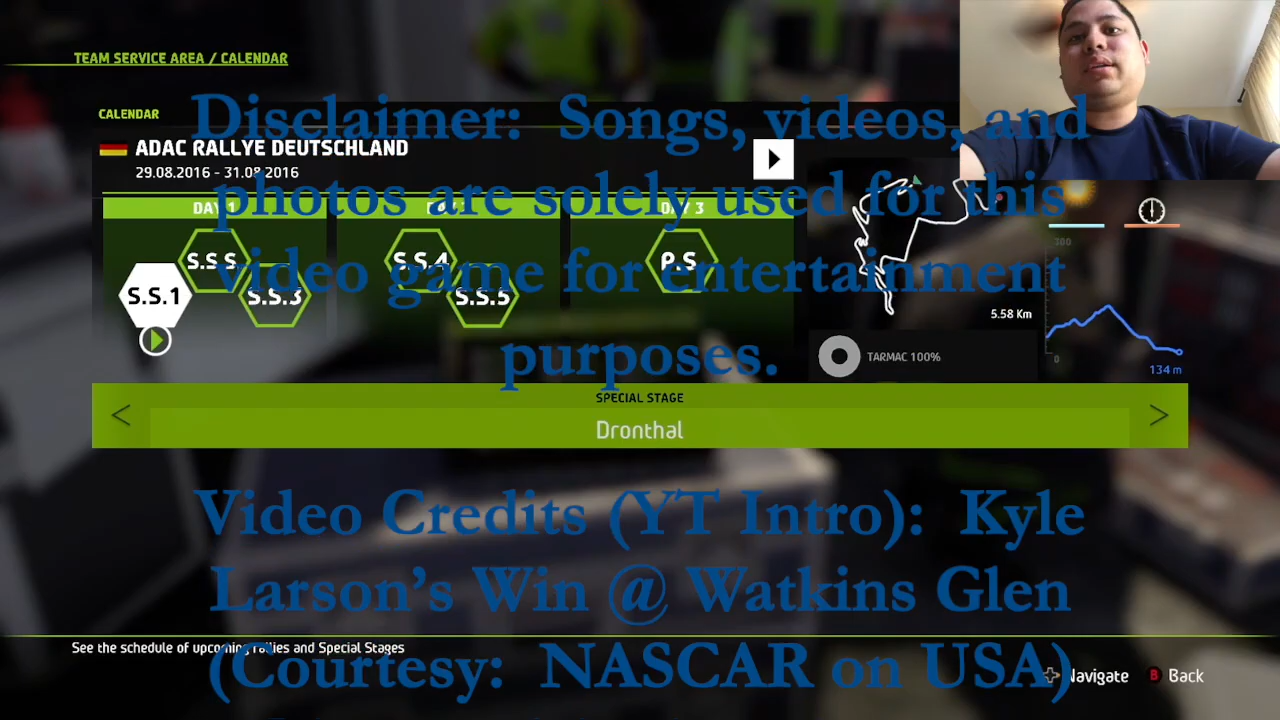 TEAM SERVICE AREA / CALENDAR
CALENDAR
ADAC RALLYE DEUTSCHLAND
29.08.2016 - 31.08.2016
DAY 1
DAY 3
S.S.S.
S.S.4
P.S.
S.S.1
S.S.3
S.S.5
300
0
5.58 Km
TARMAC 100%
134 m
SPECIAL STAGE
< Dronthal >
Disclaimer: Songs, videos, and
photos are solely used for this
video game for entertainment
purposes.
Video Credits (YT Intro): Kyle
Larson's Win @ Watkins Glen
(Courtesy: NASCAR on USA)
See the schedule of upcoming rallies and Special Stages
Navigate B Back